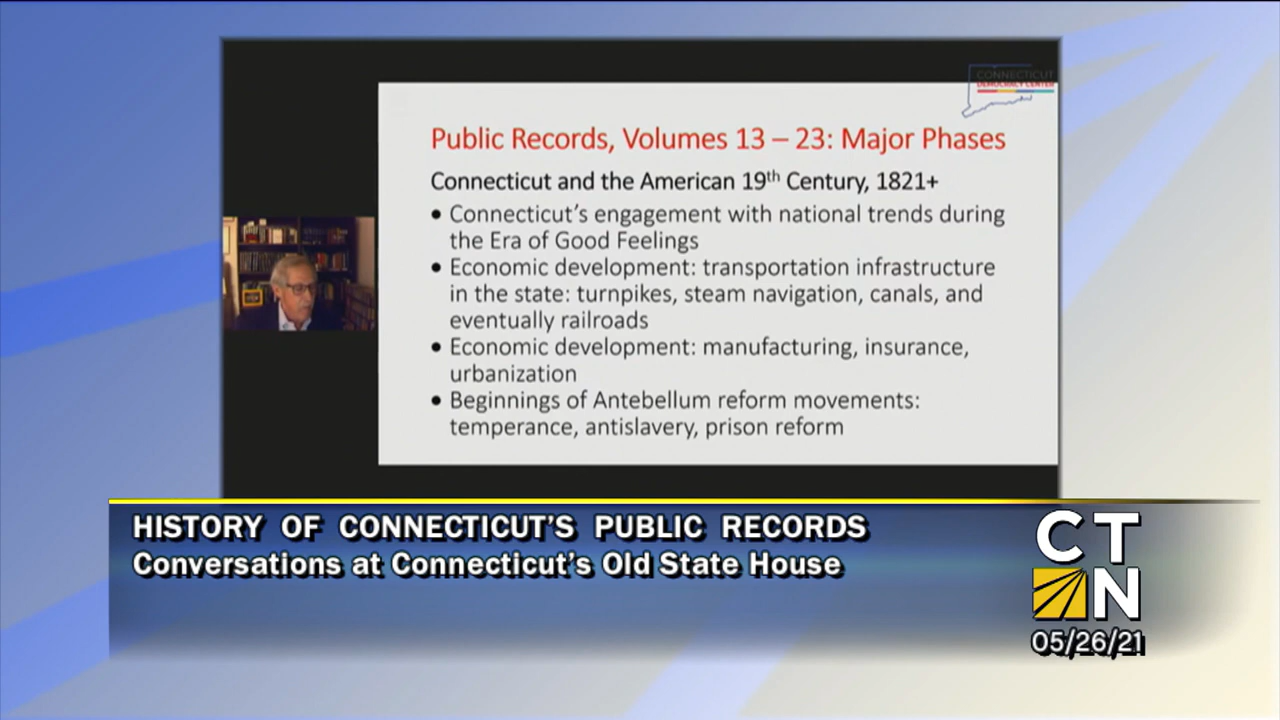 CONNECTICUT
DEMOCRACY CENTER
Public Records, Volumes 13 – 23: Major Phases
Connecticut and the American 19th Century, 1821+
• Connecticut's engagement with national trends during
the Era of Good Feelings
• Economic development: transportation infrastructure
in the state: turnpikes, steam navigation, canals, and
eventually railroads
• Economic development: manufacturing, insurance,
urbanization
• Beginnings of Antebellum reform movements:
temperance, antislavery, prison reform
HISTORY OF CONNECTICUT'S PUBLIC RECORDS
Conversations at Connecticut's Old State House
CT
N
05/26/21